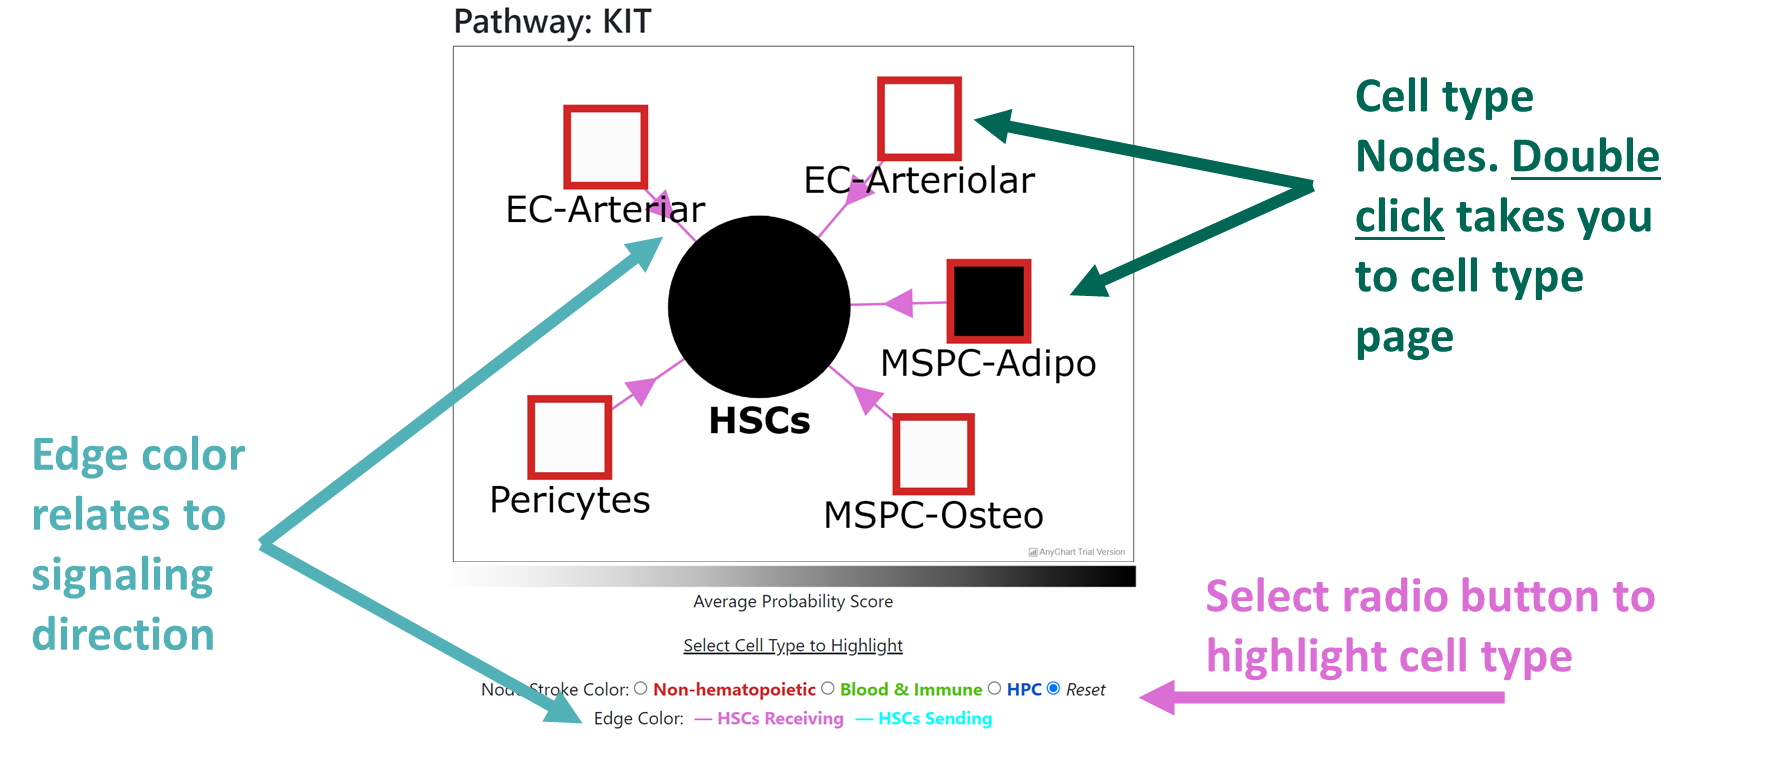 Pathway: KIT
EC-Arteriar
EC-Arteriolar
MSPC-Adipo
HSCs
Pericytes
MSPC-Osteo
AnyChart Trial Version
Average Probability Score
Select Cell Type to Highlight
Node Stroke Color: Non-hematopoietic Blood & Immune HPC Reset
Edge Color: — HSCs Receiving — HSCs Sending
Cell type
Nodes. Double
click takes you
to cell type
page
Edge color
relates to
signaling
direction
Select radio button to
highlight cell type